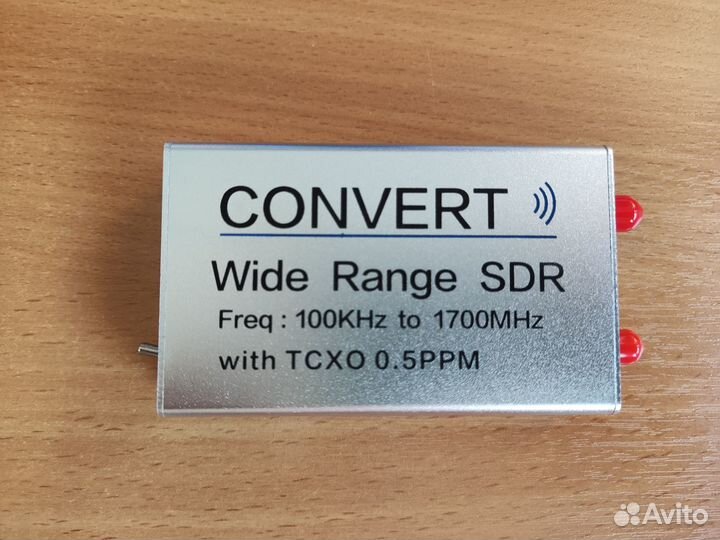 CONVERT
Wide Range SDR
Freq : 100KHz to 1700MHz
with TCXO 0.5PPM
Avito